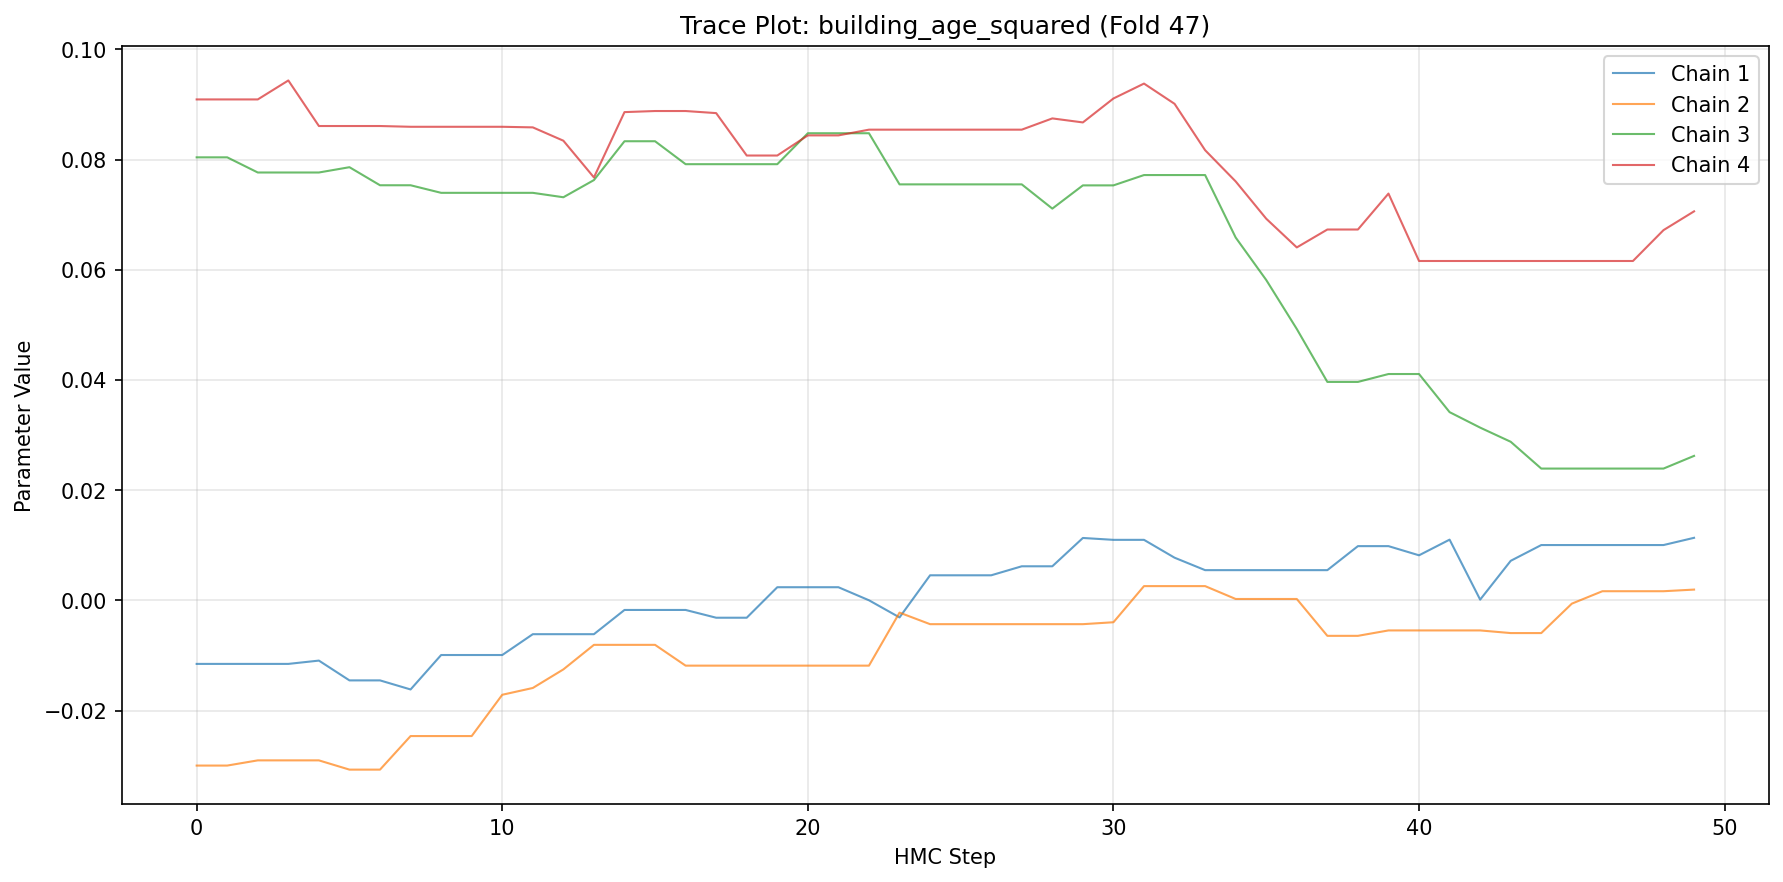 Trace Plot: building_age_squared (Fold 47)
Chain 1
Chain 2
Chain 3
Chain 4
0.10
0.08
0.06
0.04
0.02
0.00
−0.02
Parameter Value
0 10 20 30 40 50
HMC Step